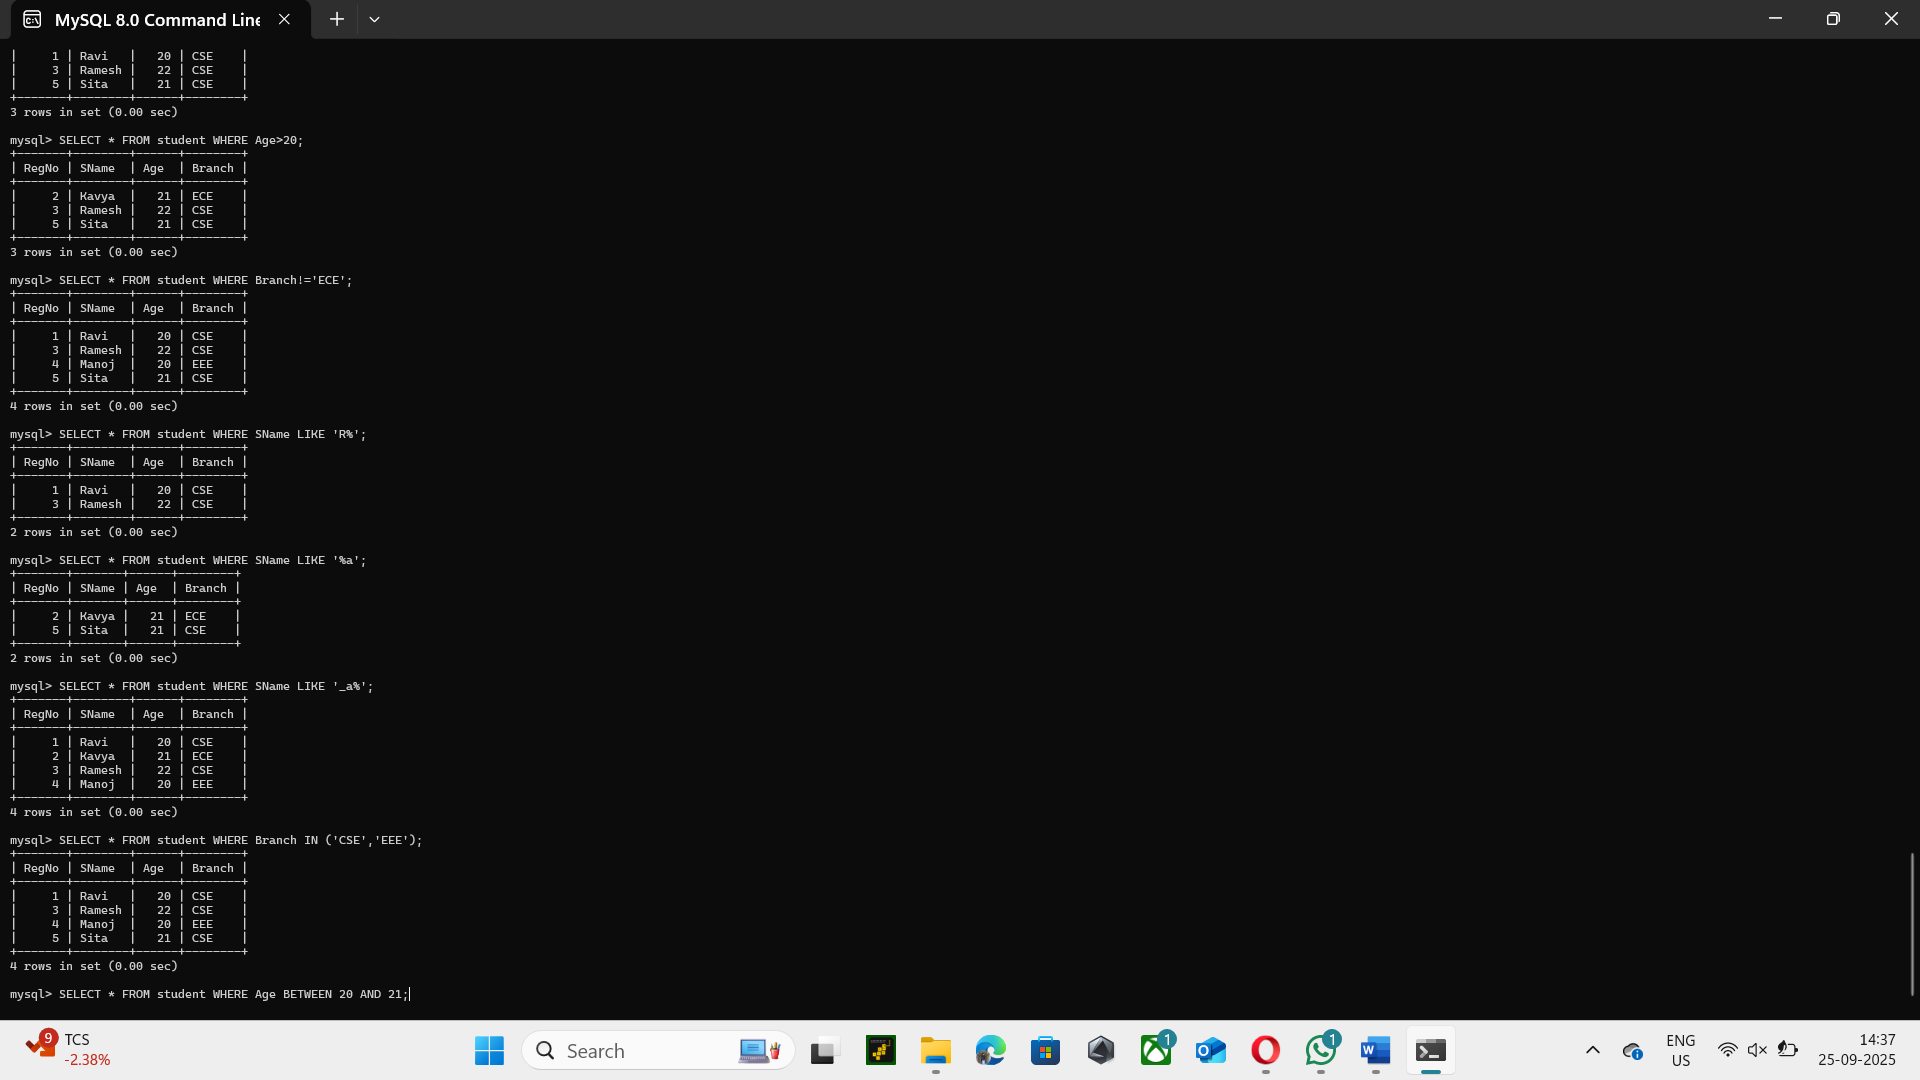 MySQL 8.0 Command Line
|     1 | Ravi   |   20 | CSE    |
|     3 | Ramesh |   22 | CSE    |
|     5 | Sita   |   21 | CSE    |
+-------+--------+------+--------+
3 rows in set (0.00 sec)
mysql> SELECT * FROM student WHERE Age>20;
+-------+--------+------+--------+
| RegNo | SName  | Age  | Branch |
+-------+--------+------+--------+
|     2 | Kavya  |   21 | ECE    |
|     3 | Ramesh |   22 | CSE    |
|     5 | Sita   |   21 | CSE    |
+-------+--------+------+--------+
3 rows in set (0.00 sec)
mysql> SELECT * FROM student WHERE Branch!='ECE';
+-------+--------+------+--------+
| RegNo | SName  | Age  | Branch |
+-------+--------+------+--------+
|     1 | Ravi   |   20 | CSE    |
|     3 | Ramesh |   22 | CSE    |
|     4 | Manoj  |   20 | EEE    |
|     5 | Sita   |   21 | CSE    |
+-------+--------+------+--------+
4 rows in set (0.00 sec)
mysql> SELECT * FROM student WHERE SName LIKE 'R%';
+-------+--------+------+--------+
| RegNo | SName  | Age  | Branch |
+-------+--------+------+--------+
|     1 | Ravi   |   20 | CSE    |
|     3 | Ramesh |   22 | CSE    |
+-------+--------+------+--------+
2 rows in set (0.00 sec)
mysql> SELECT * FROM student WHERE SName LIKE '%a';
+-------+-------+------+--------+
| RegNo | SName | Age  | Branch |
+-------+-------+------+--------+
|     2 | Kavya |   21 | ECE    |
|     5 | Sita  |   21 | CSE    |
+-------+-------+------+--------+
2 rows in set (0.00 sec)
mysql> SELECT * FROM student WHERE SName LIKE '_a%';
+-------+--------+------+--------+
| RegNo | SName  | Age  | Branch |
+-------+--------+------+--------+
|     1 | Ravi   |   20 | CSE    |
|     2 | Kavya  |   21 | ECE    |
|     3 | Ramesh |   22 | CSE    |
|     4 | Manoj  |   20 | EEE    |
+-------+--------+------+--------+
4 rows in set (0.00 sec)
mysql> SELECT * FROM student WHERE Branch IN ('CSE','EEE');
+-------+--------+------+--------+
| RegNo | SName  | Age  | Branch |
+-------+--------+------+--------+
|     1 | Ravi   |   20 | CSE    |
|     3 | Ramesh |   22 | CSE    |
|     4 | Manoj  |   20 | EEE    |
|     5 | Sita   |   21 | CSE    |
+-------+--------+------+--------+
4 rows in set (0.00 sec)
mysql> SELECT * FROM student WHERE Age BETWEEN 20 AND 21;
9 TCS
-2.38%
Search
1
1
ENG
US
14:37
25-09-2025